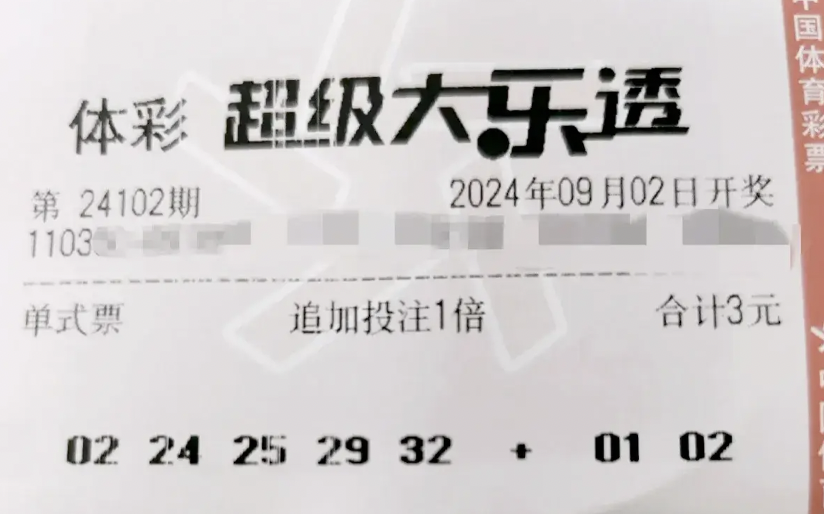 体彩 超级大乐透
第 24102期 2024年09月02日开奖
1103
单式票 追加投注1倍 合计3元
02 24 25 29 32 + 01 02
中国体育彩票